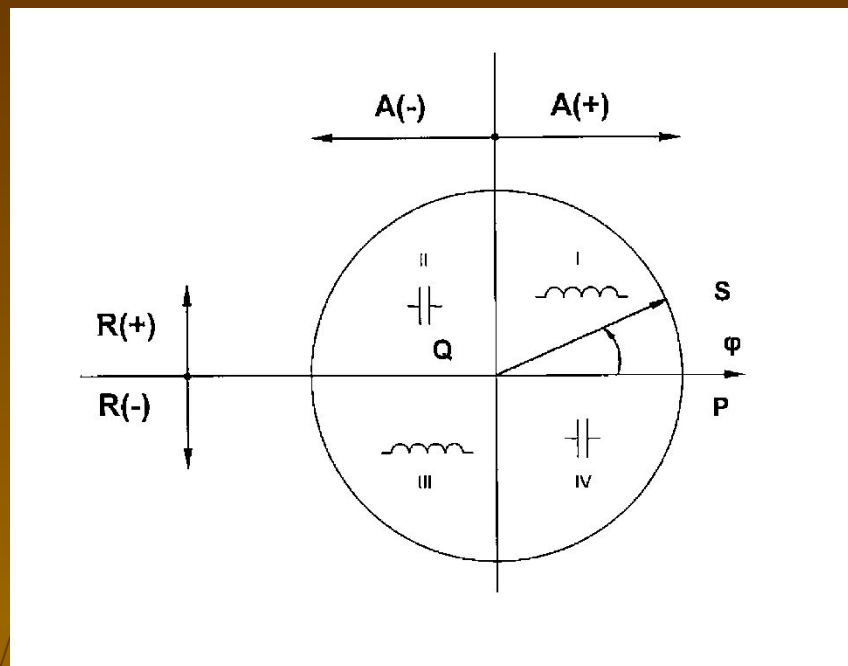 A(-) A(+)
II I
S
R(+)
Q φ
R(-) P
III IV